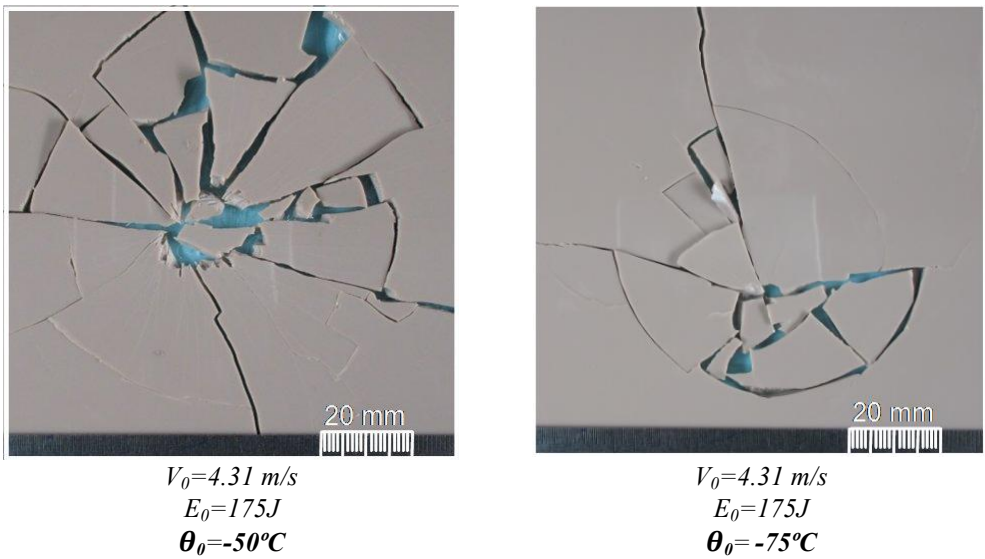 20 mm
20 mm
V₀=4.31 m/s
E₀=175J
θ₀=-50ºC
V₀=4.31 m/s
E₀=175J
θ₀= -75ºC